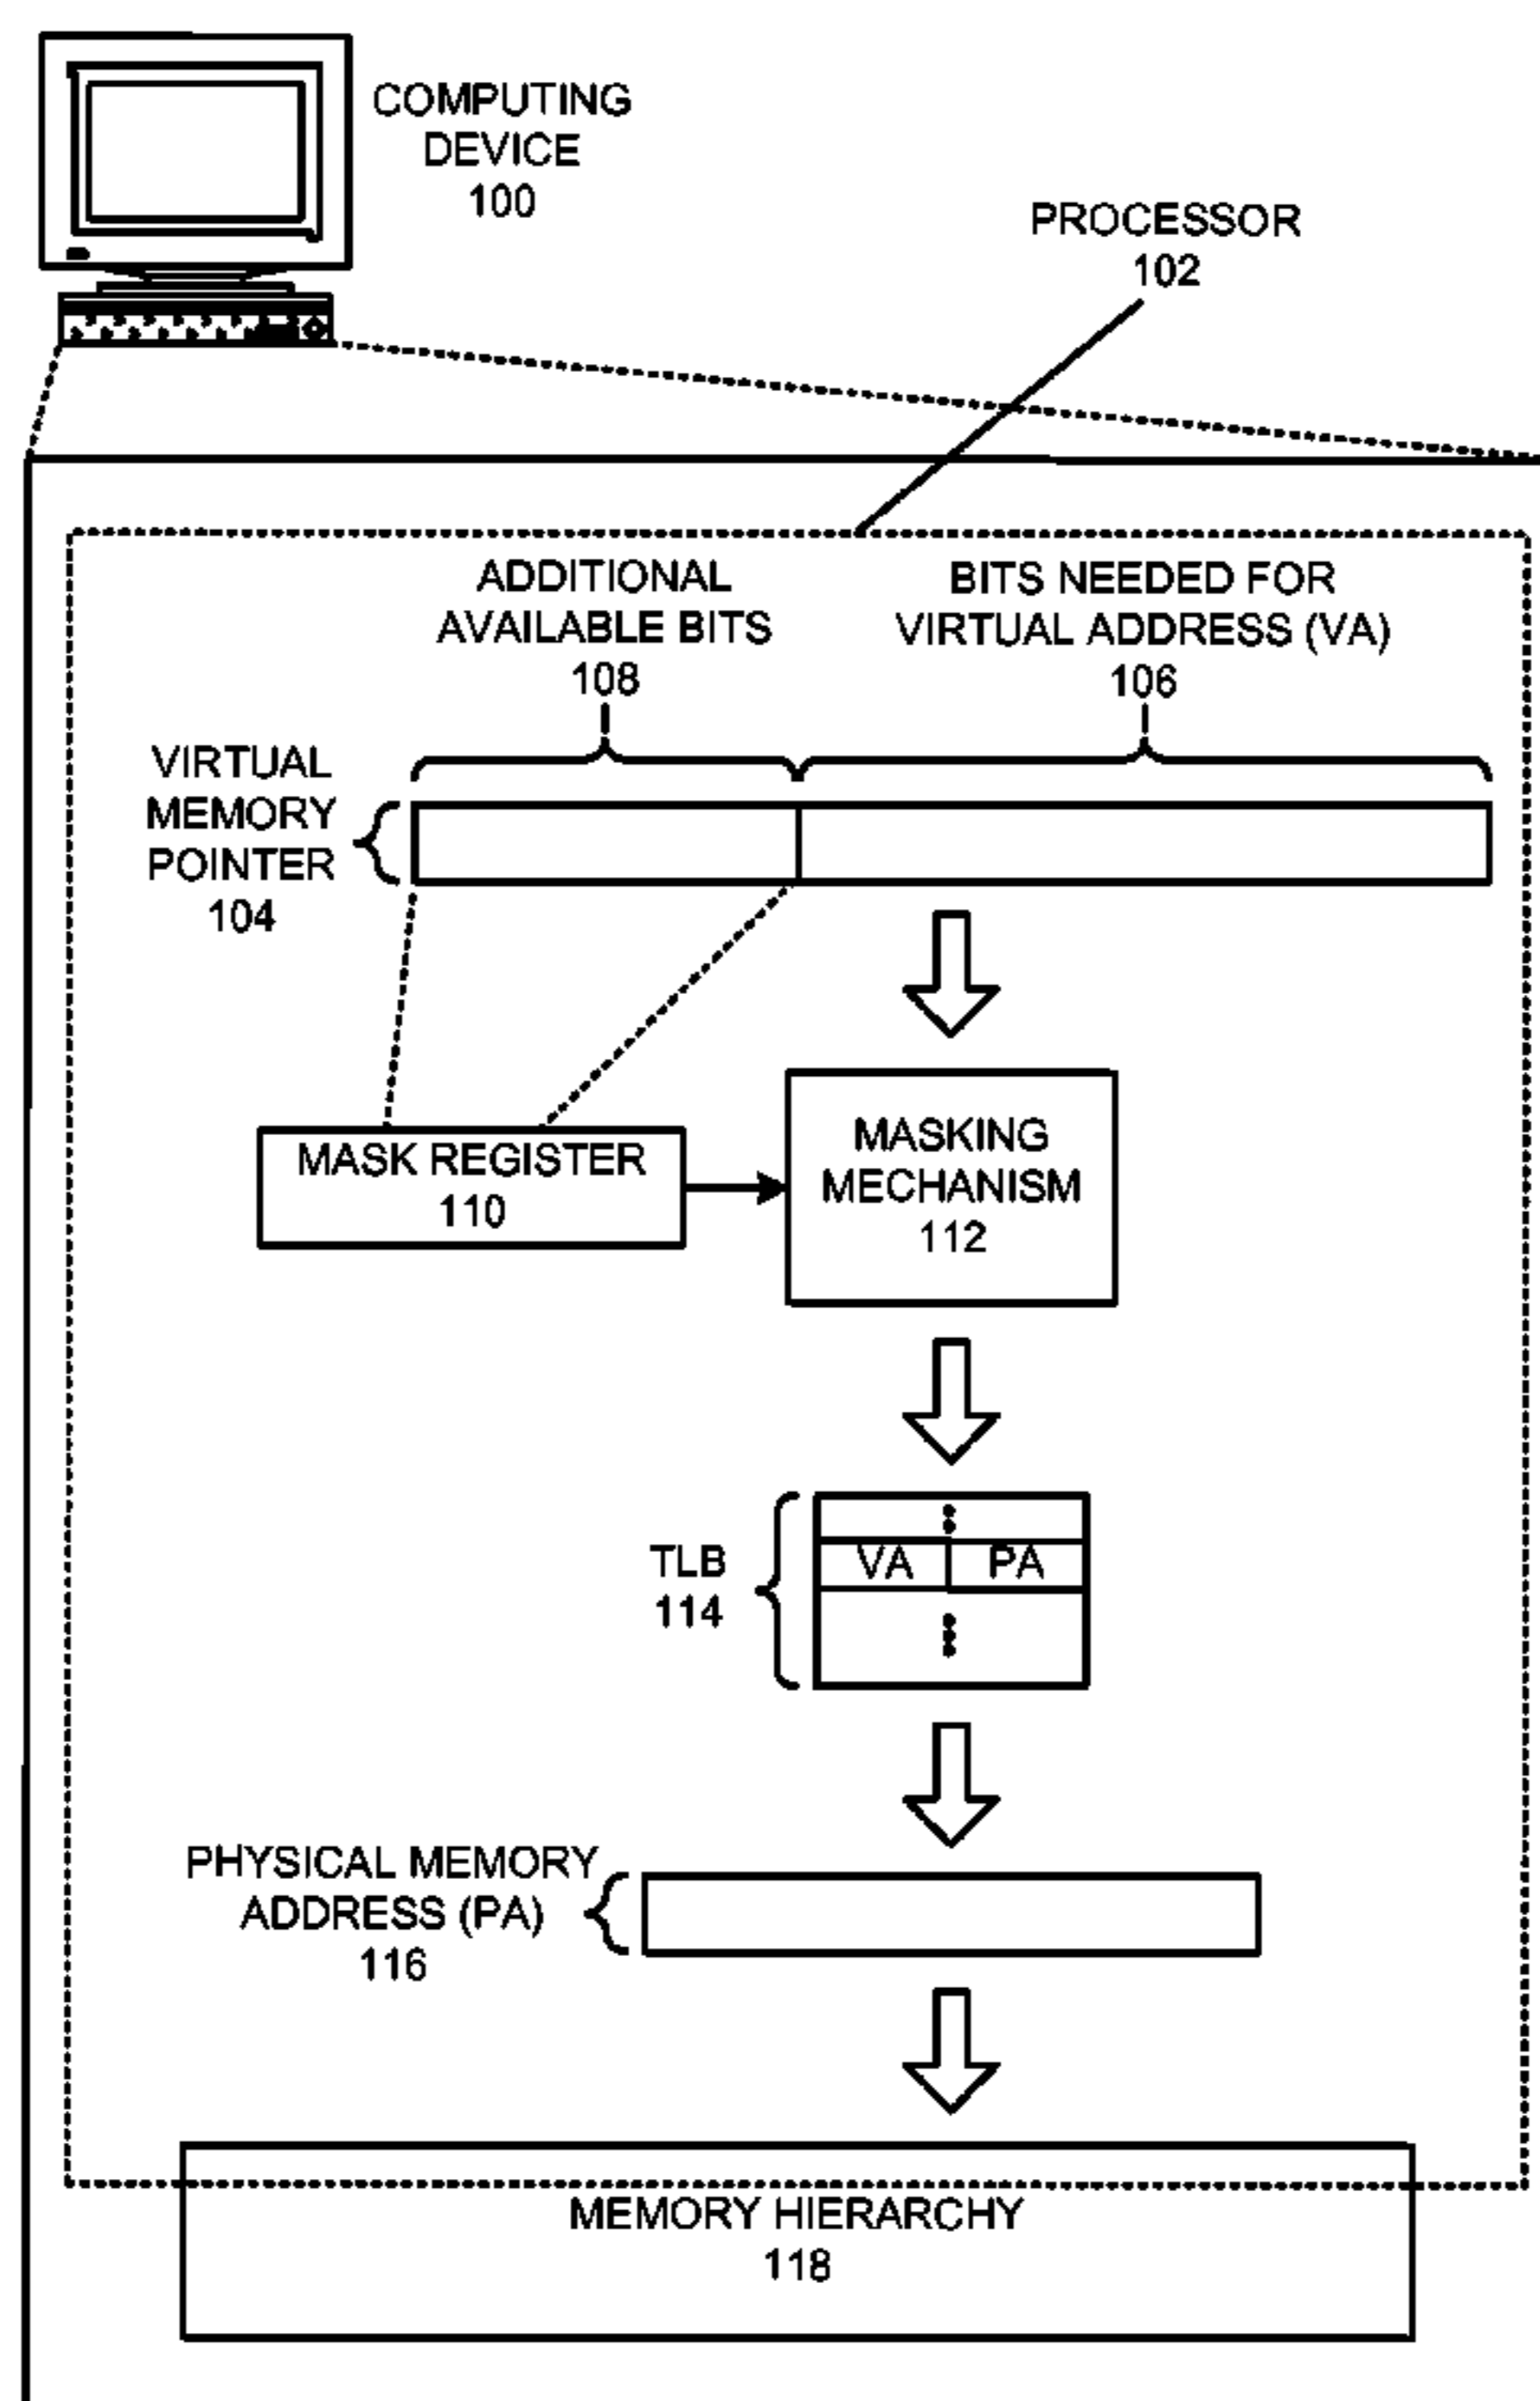 COMPUTING
DEVICE
100
PROCESSOR
102
ADDITIONAL
AVAILABLE BITS
108
BITS NEEDED FOR
VIRTUAL ADDRESS (VA)
106
VIRTUAL
MEMORY
POINTER
104
MASK REGISTER
110
MASKING
MECHANISM
112
TLB
114
VA PA
PHYSICAL MEMORY
ADDRESS (PA)
116
MEMORY HIERARCHY
118